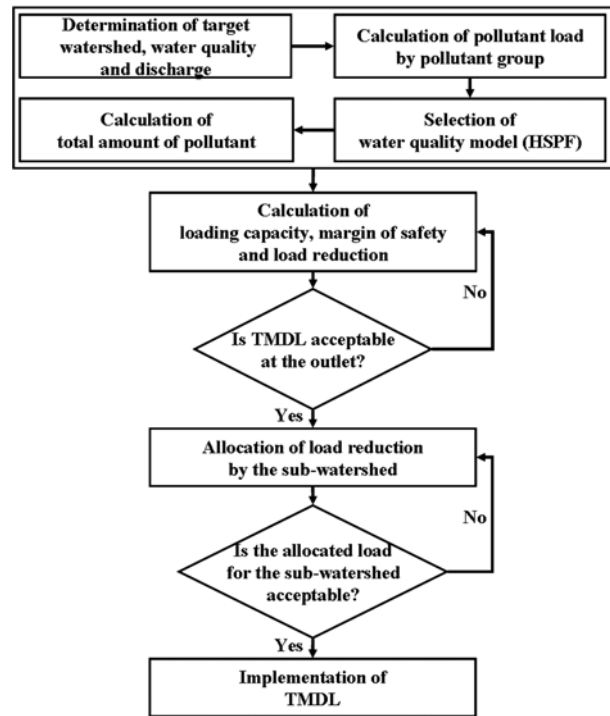 Determination of target
watershed, water quality
and discharge
Calculation of pollutant load
by pollutant group
Selection of
water quality model (HSPF)
Calculation of
total amount of pollutant
Calculation of
loading capacity, margin of safety
and load reduction
No
Is TMDL acceptable
at the outlet?
Yes
Allocation of load reduction
by the sub-watershed
No
Is the allocated load
for the sub-watershed
acceptable?
Yes
Implementation of
TMDL